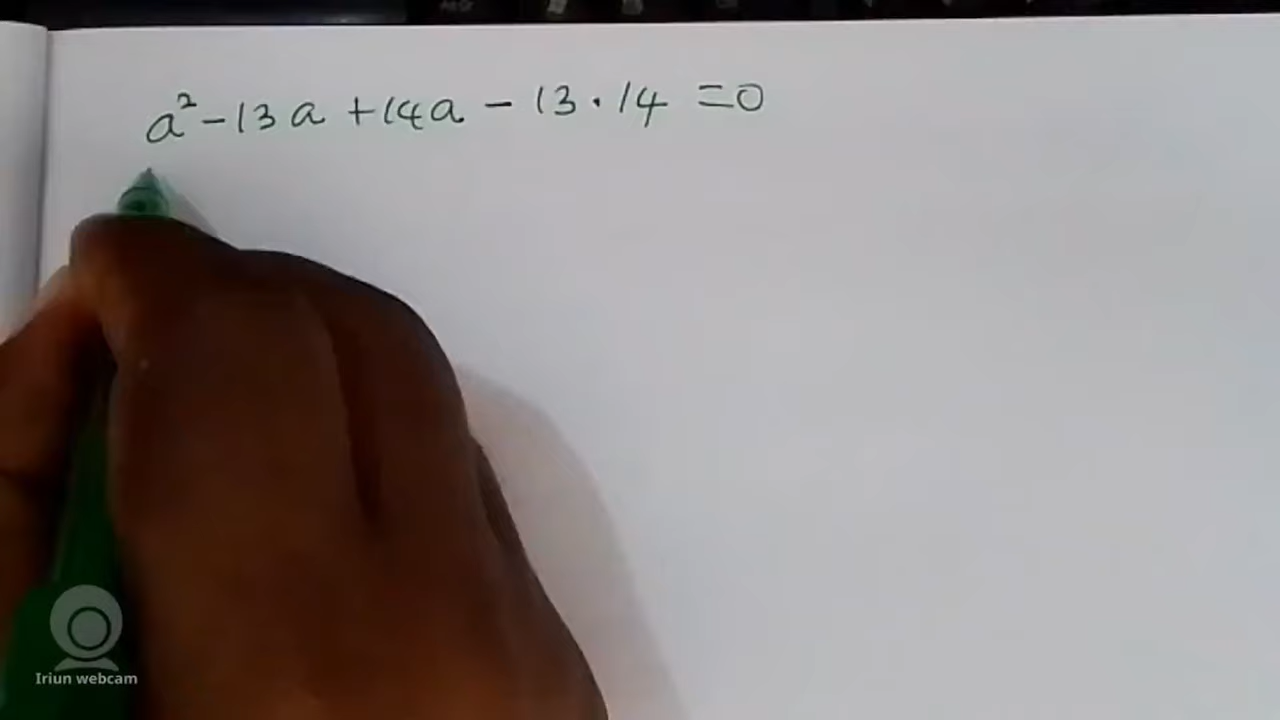 a² - 13a + 14a - 13 · 14 = 0
Iriun webcam